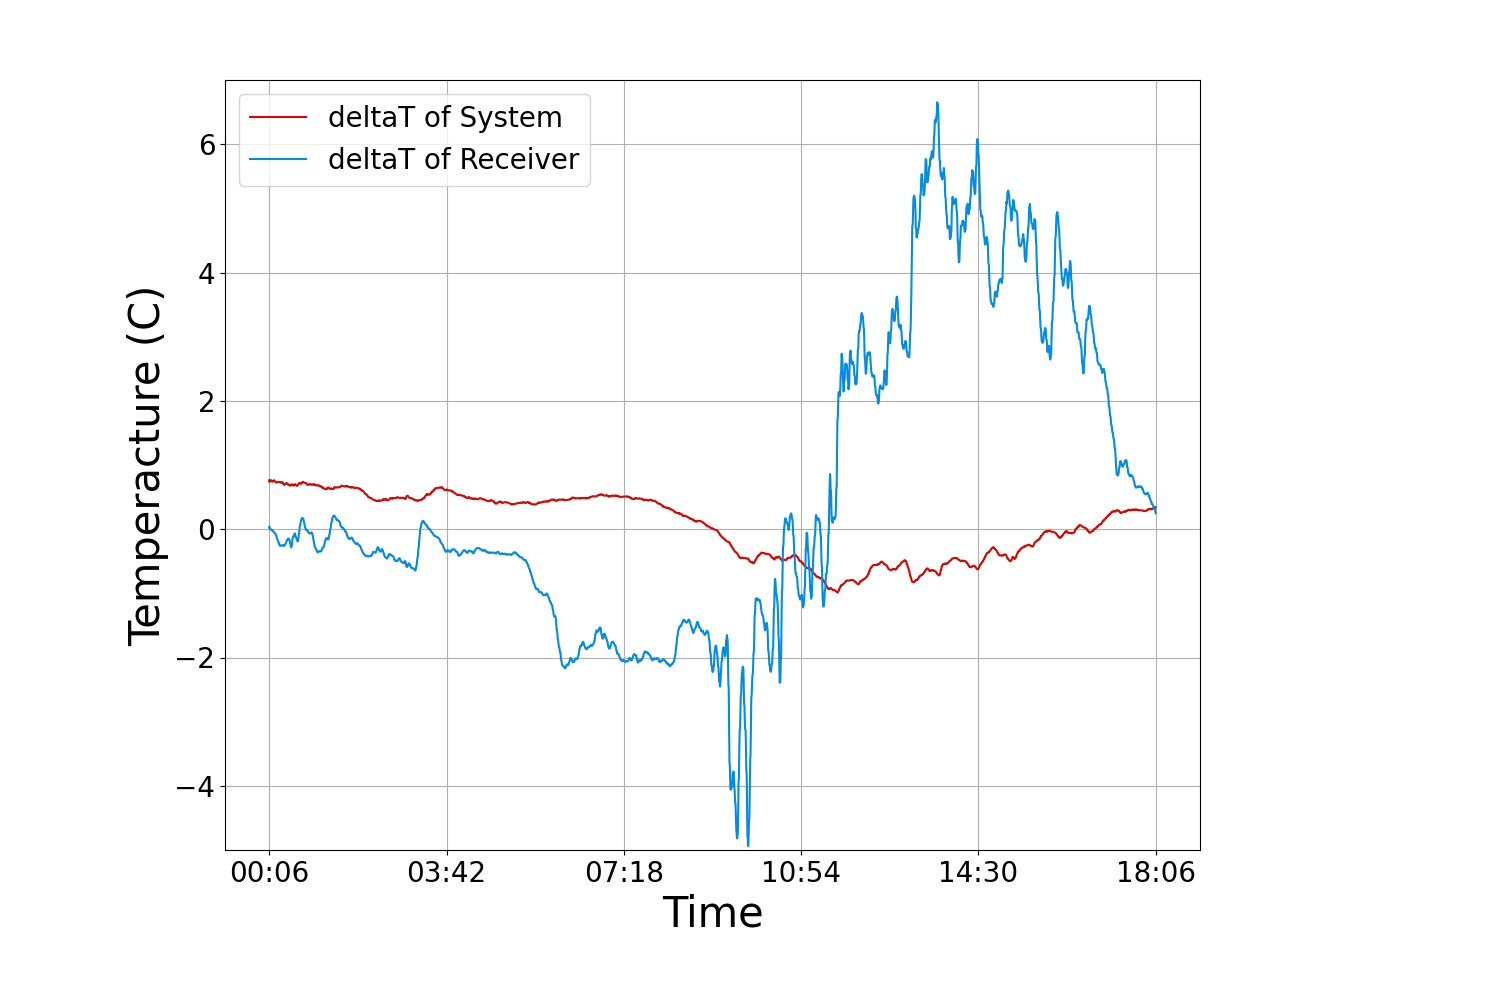 deltaT of System
deltaT of Receiver
6
4
2
0
−2
−4
Temperacture (C)
00:06 03:42 07:18 10:54 14:30 18:06
Time